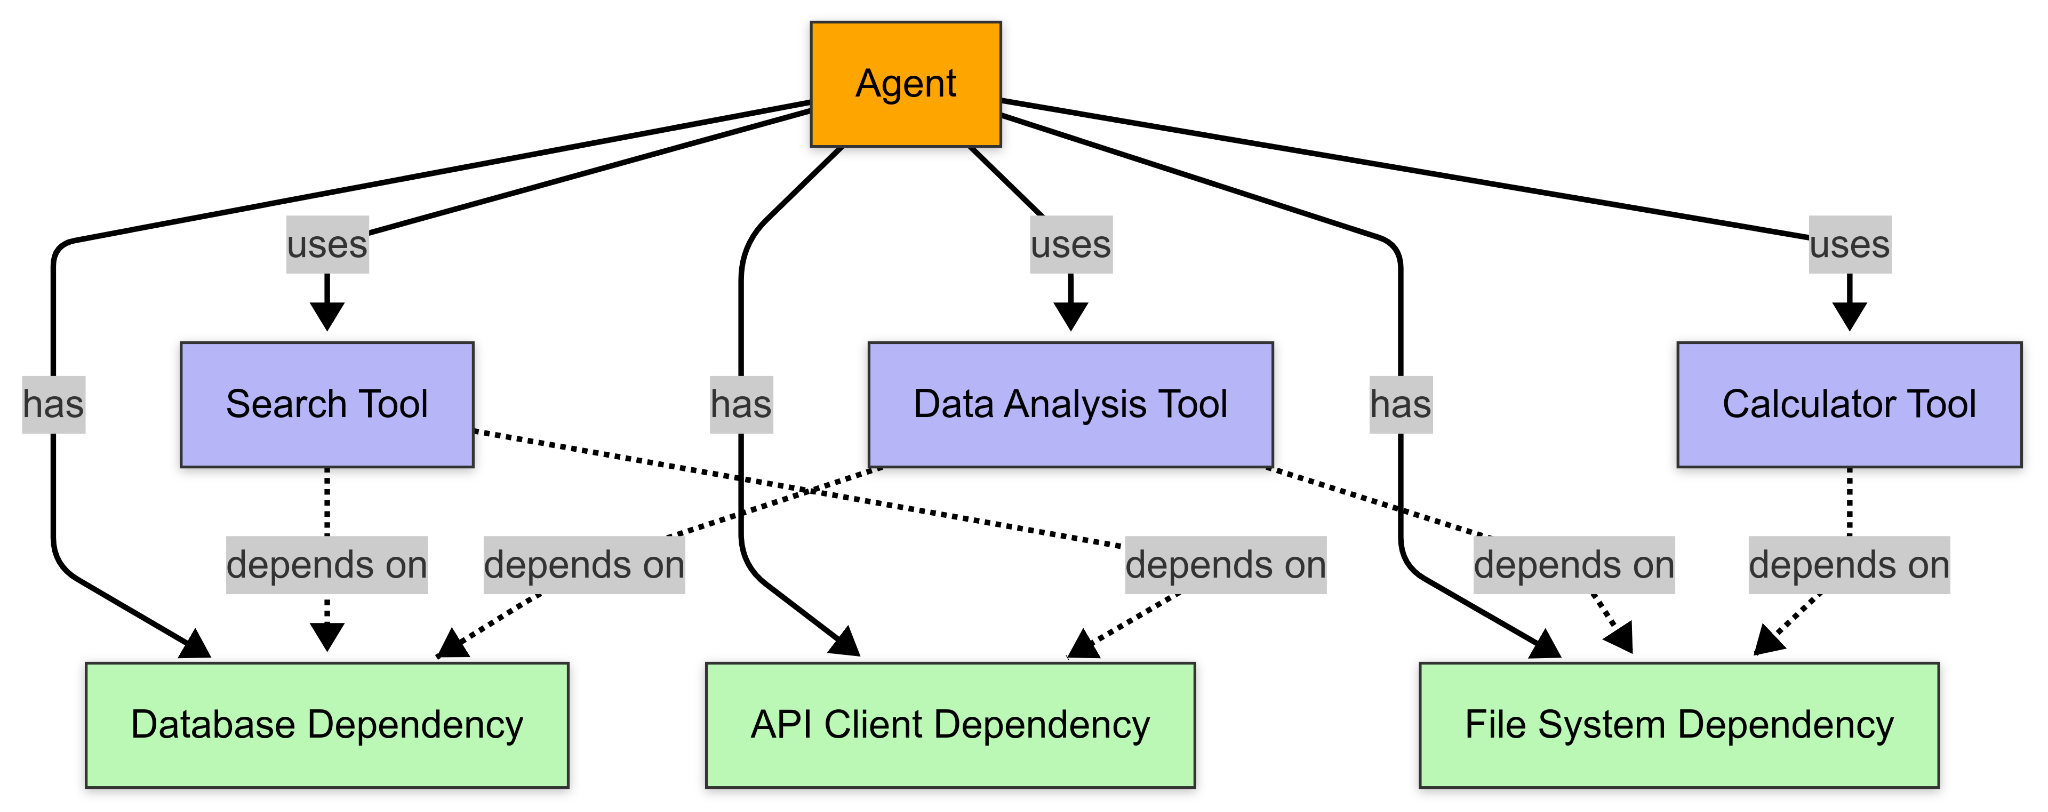 Agent
uses
uses
uses
has
Search Tool
has
Data Analysis Tool
has
Calculator Tool
depends on
depends on
depends on
depends on
depends on
Database Dependency
API Client Dependency
File System Dependency